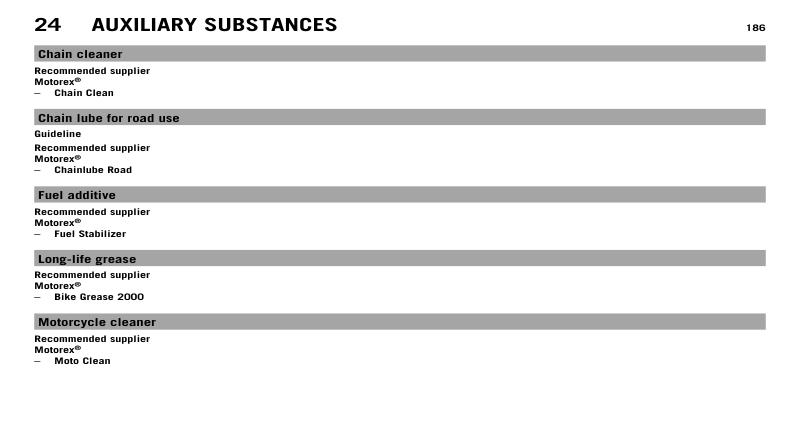 24 AUXILIARY SUBSTANCES 186
Chain cleaner
Recommended supplier
Motorex®
– Chain Clean
Chain lube for road use
Guideline
Recommended supplier
Motorex®
– Chainlube Road
Fuel additive
Recommended supplier
Motorex®
– Fuel Stabilizer
Long-life grease
Recommended supplier
Motorex®
– Bike Grease 2000
Motorcycle cleaner
Recommended supplier
Motorex®
– Moto Clean